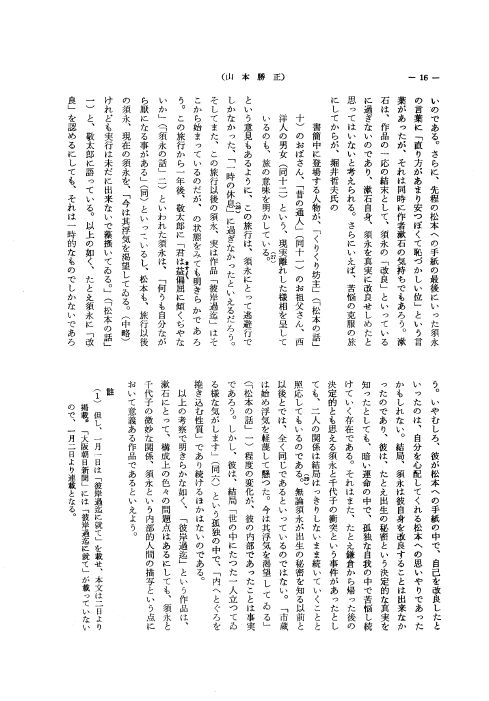 (山本勝正)
— 16 —
いのである。さらに、先程の松本への手紙の最後にいった須永
の言葉に「直り方があまり安つぽくて恥づかしい位」という言
葉があったが、それは同時に作者漱石の気持ちでもあろう。漱
石は、作品の一応の結末として、須永の「改良」といっている
に過ぎないのであり、漱石自身、須永を真実に改良せしめたと
思ってはいないと考えられる。さらにいえば、苦悩の克服の旅
にしてからが、細井哲夫氏の
書簡中に登場する人物が、「くりくり坊主」(「松本の話」
十)のおばさん、「昔の通人」(同十一)のお祖父さん、西
洋人の男女(同十二)という、現実離れした様相を呈して
いるのも、旅の意味を明かしている。
という意見もあるように、この旅行は、須永にとって逃避行で
しかなかった、「一時の休息」に過ぎなかったといえるだろう。
そしてまた、この旅行以後の須永、実は作品「彼岸過迄」はそ
こから始まっているのだが、の状態をみても明きらかであろ
う。この旅行から一年後、敬太郎に「君は益偏屈に傾くぢやな
いか」(「須永の話」二)といわれた須永は、「何うも自分なが
ら厭になる事がある」(同)といっているし、松本も、旅行以後
の須永、現在の須永を、「今は其浮気を渇望してゐる。(中略)
けれども実行は未だに出来ないで藻搔いてゐる。」(「松本の話」
一)と、敬太郎に語っている。以上の如く、たとえ須永に「改
良」を認めるにしても、それは一時的なものでしかないであろ
う。いやむしろ、彼が松本への手紙の中で、自己を改良したと
いったのは、自分を心配してくれる松本への思いやりであった
かもしれない。結局、須永は彼自身を改良することは出来なか
ったのであり、彼は、たとえ出生の秘密という決定的な真実を
知ったとしても、暗い運命の中で、孤独な自我の中で苦悩し続
けていく存在である。それはまた、たとえ鎌倉から帰った後の
決定的とも思える須永と千代子の衝突という事件があったとし
ても、二人の関係は結局はっきりしないまま続いていくことと
照応してもいるのである。無論須永が出生の秘密を知る以前と
以後とでは、全く同じであるといっているのではない。「市蔵
は始め浮気を軽蔑して懸つた。今は其浮気を渇望してゐる」
(「松本の話」一)程度の変化が、彼の内部であったことは事実
であろう。しかし、彼は、結局「世の中にたつた一人立つてゐ
る様な気がします」(同六)という孤独の中で、「内へとぐろを
捲き込む性質」であり続けるほかはないのである。
以上の考察で明きらかな如く、「彼岸過迄」という作品は、
漱石にとって、構成上の色々の問題点はあるにしても、須永と
千代子の微妙な関係、須永という内部的人間の描写という点に
おいて意義ある作品であるといえよう。
註
(1) 但し、一月一日は「彼岸過迄に就て」を載せ、本文は二日より
掲載。「大阪朝日新聞」には「彼岸過迄に就て」が載っていない
ので、一月二日より連載となる。